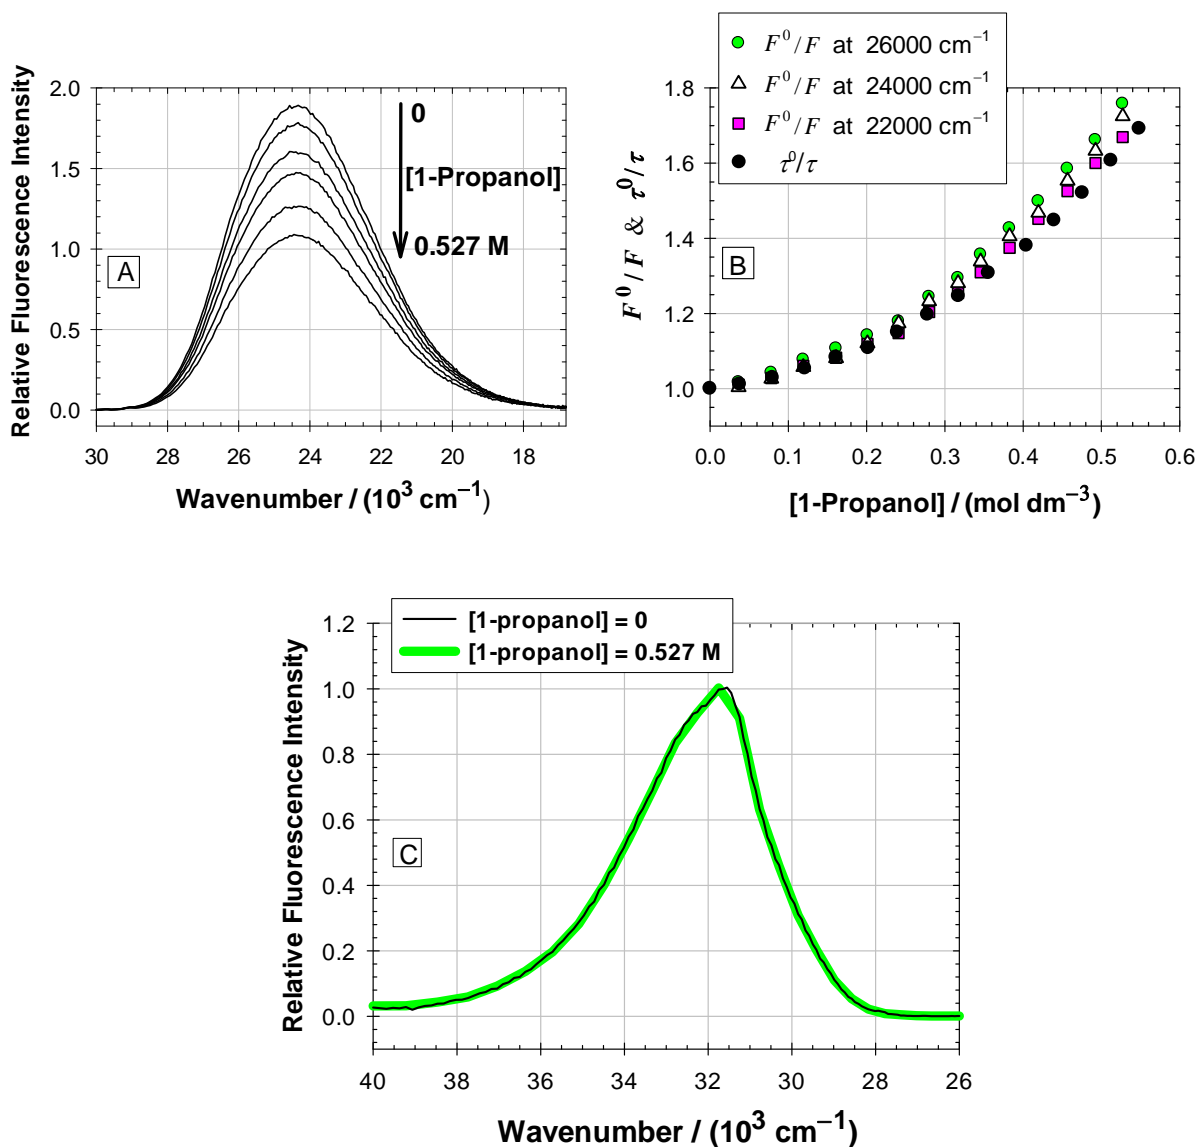 Relative Fluorescence Intensity
2.0
1.5
1.0
0.5
0.0
A
0
[1-Propanol]
0.527 M
30 28 26 24 22 20 18
Wavenumber / (10³ cm⁻¹)
F⁰/F at 26000 cm⁻¹
F⁰/F at 24000 cm⁻¹
F⁰/F at 22000 cm⁻¹
τ⁰/τ
F⁰/F & τ⁰/τ
1.8
1.6
1.4
1.2
1.0
B
0.0 0.1 0.2 0.3 0.4 0.5 0.6
[1-Propanol] / (mol dm⁻³)
[1-propanol] = 0
[1-propanol] = 0.527 M
Relative Fluorescence Intensity
1.2
1.0
0.8
0.6
0.4
0.2
0.0
C
40 38 36 34 32 30 28 26
Wavenumber / (10³ cm⁻¹)